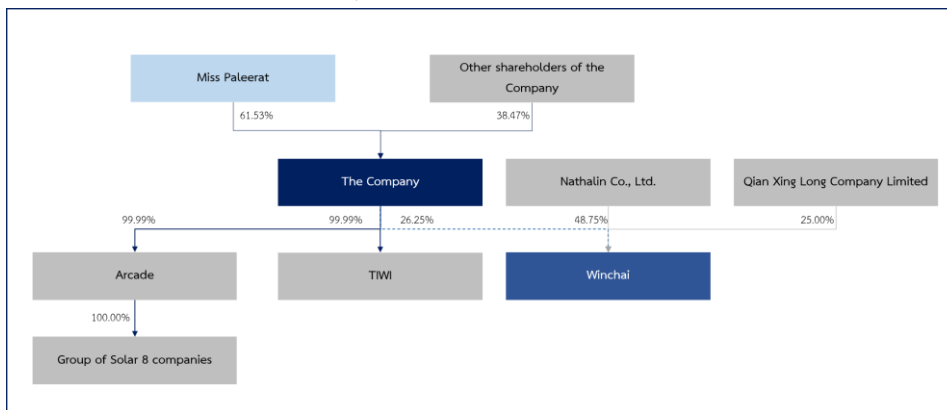 Miss Paleerat
Other shareholders of the
Company
61.53%
38.47%
The Company
Nathalin Co., Ltd.
Qian Xing Long Company Limited
99.99%
99.99%
26.25%
48.75%
25.00%
Arcade
TIWI
Winchai
100.00%
Group of Solar 8 companies